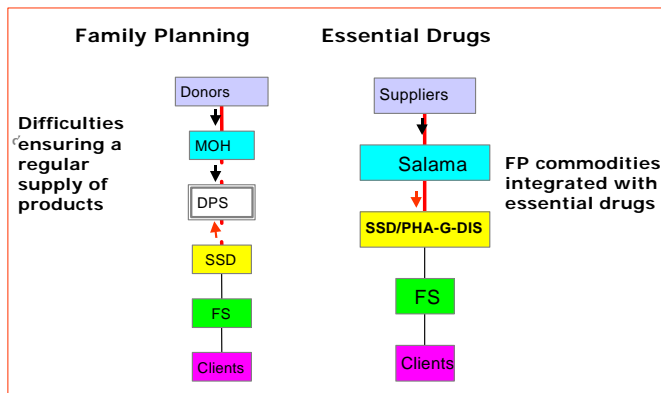 Family Planning
Essential Drugs
Donors
Suppliers
Difficulties
ensuring a
regular
supply of
products
MOH
Salama
FP commodities
integrated with
essential drugs
DPS
SSD/PHA-G-DIS
SSD
FS
FS
Clients
Clients